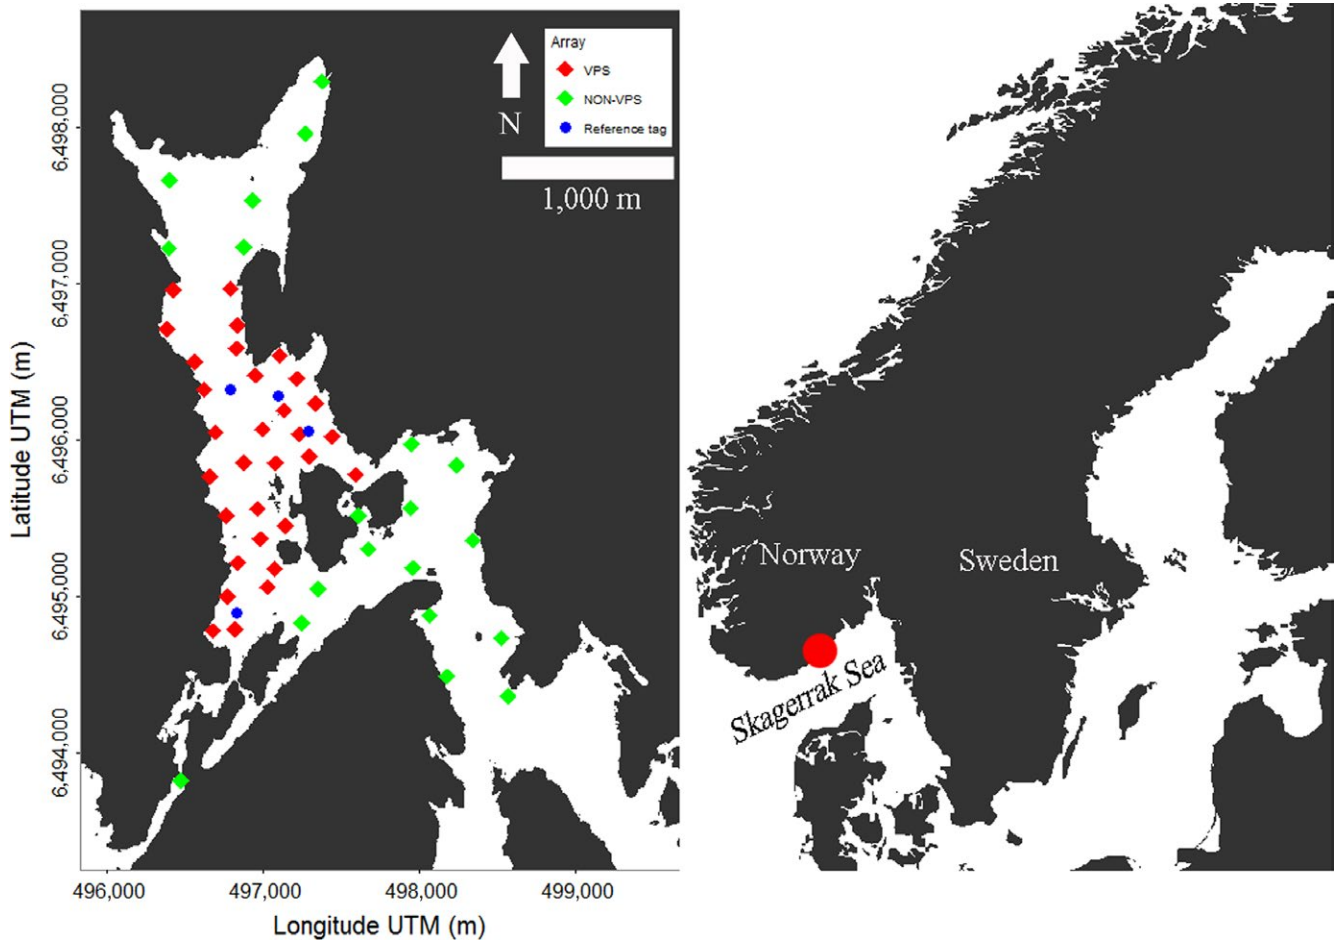 Array
VPS
NON-VPS
Reference tag
N
1,000 m
6,498,000
6,497,000
6,496,000
6,495,000
6,494,000
Latitude UTM (m)
496,000
497,000
498,000
499,000
Longitude UTM (m)
Norway
Sweden
Skagerrak Sea